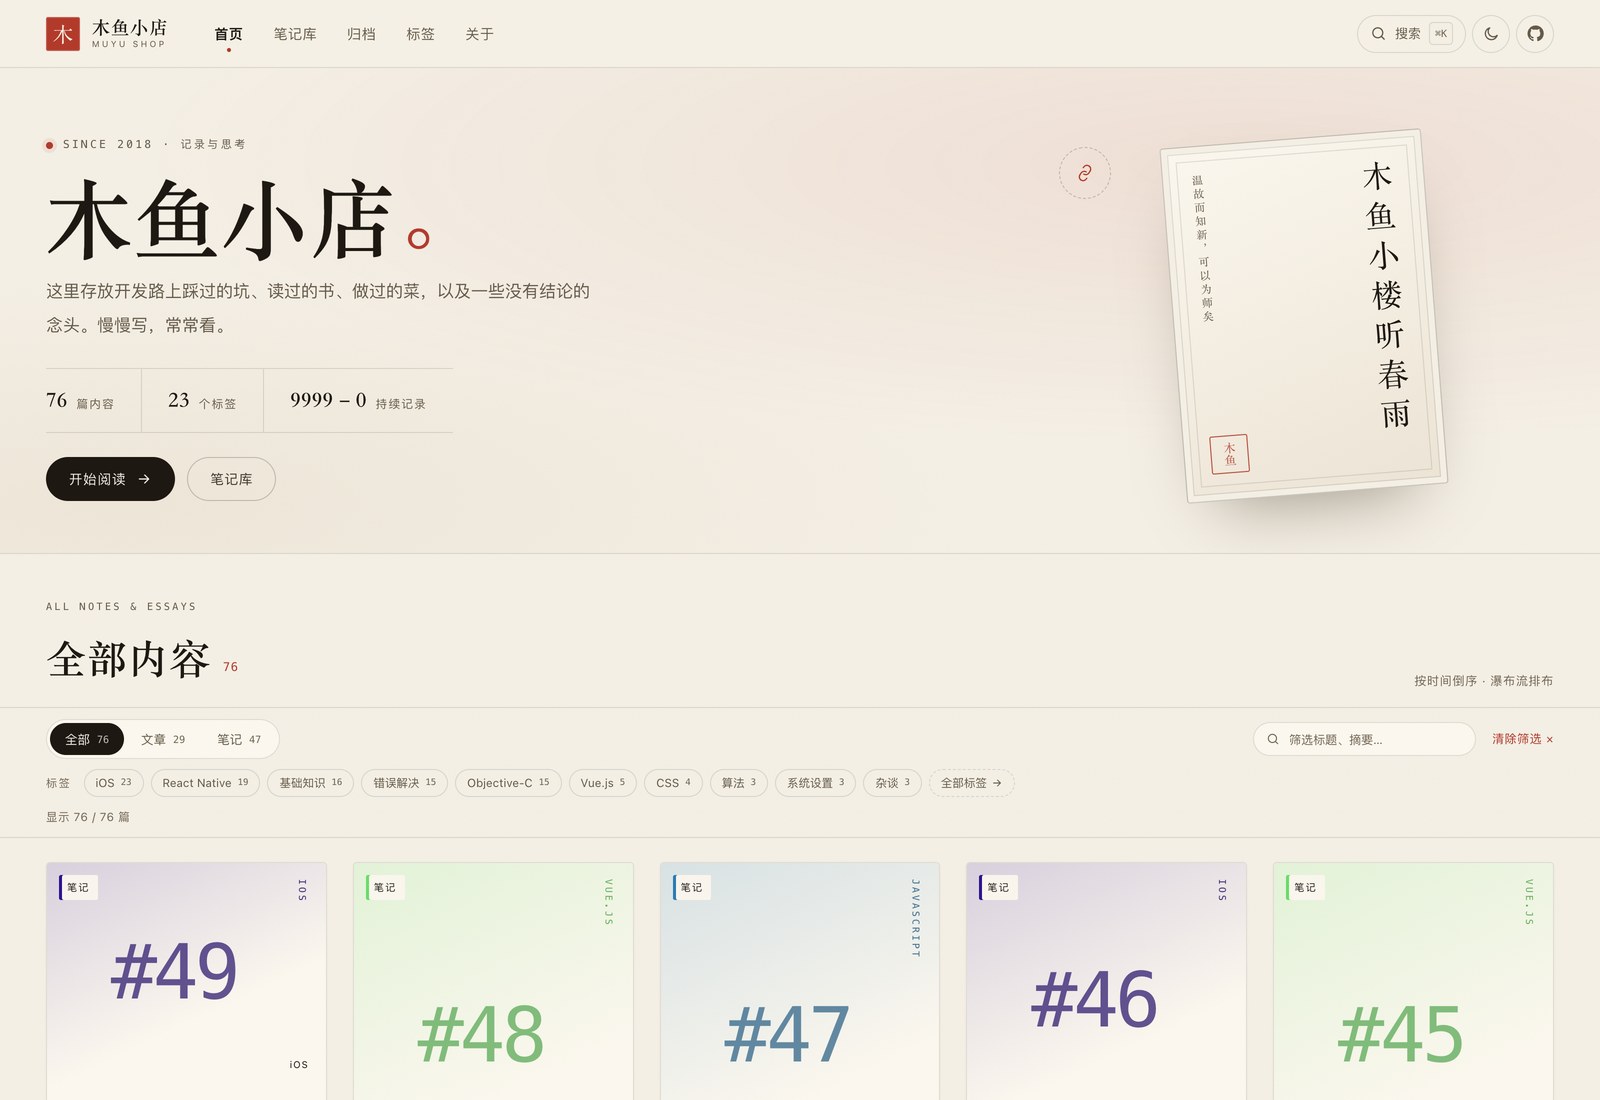 木
木鱼小店
MUYU SHOP
首页
笔记库
归档
标签
关于
搜索
⌘K
SINCE 2018 · 记录与思考
木鱼小店。
这里存放开发路上踩过的坑、读过的书、做过的菜，以及一些没有结论的
念头。慢慢写，常常看。
76 篇内容
23 个标签
9999 – 0 持续记录
开始阅读 →
笔记库
木鱼小楼听春雨
温故而知新，可以为师矣
木鱼
ALL NOTES & ESSAYS
全部内容 76
按时间倒序 · 瀑布流排布
全部 76
文章 29
笔记 47
筛选标题、摘要...
清除筛选 ×
标签
iOS 23
React Native 19
基础知识 16
错误解决 15
Objective-C 15
Vue.js 5
CSS 4
算法 3
系统设置 3
杂谈 3
全部标签 →
显示 76 / 76 篇
笔记
IOS
#49
iOS
笔记
VUE.JS
#48
笔记
JAVASCRIPT
#47
笔记
IOS
#46
笔记
VUE.JS
#45